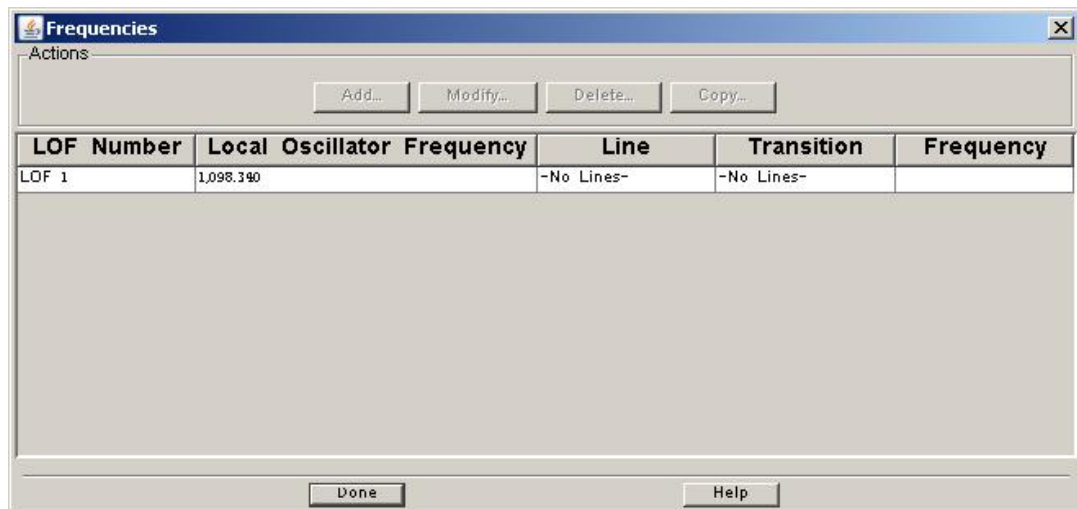 Frequencies
Actions
Add... Modify... Delete... Copy...
LOF Number Local Oscillator Frequency Line Transition Frequency
LOF 1 1,098.340 -No Lines- -No Lines-
Done Help